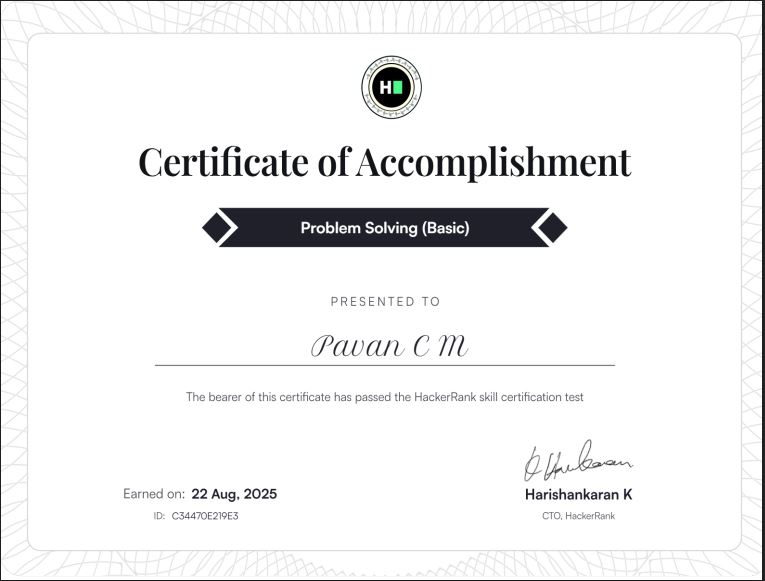 H
Certificate of Accomplishment
Problem Solving (Basic)
PRESENTED TO
Pavan C M
The bearer of this certificate has passed the HackerRank skill certification test
Earned on: 22 Aug, 2025
ID: C34470E219E3
Harishankaran K
CTO, HackerRank